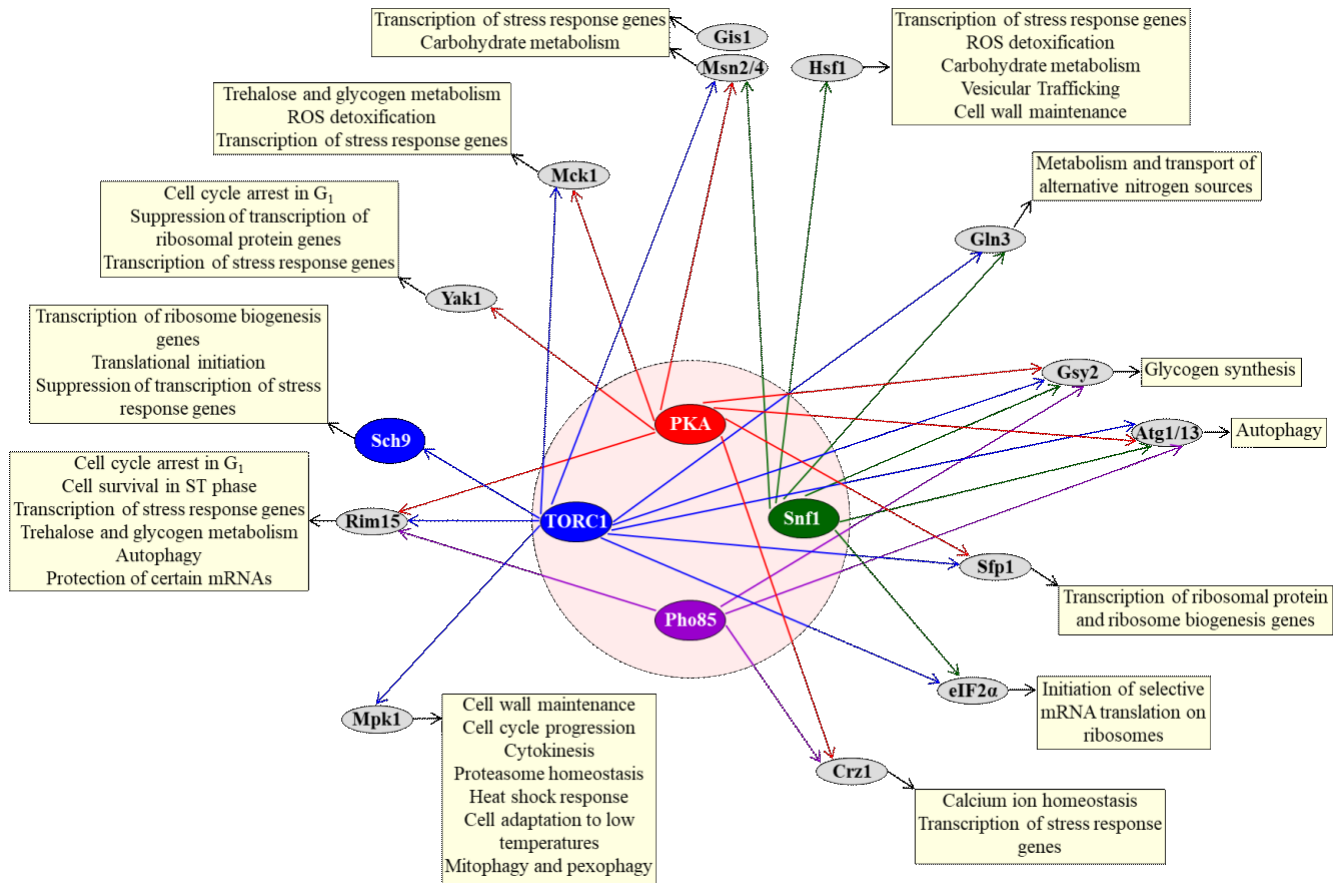 Transcription of stress response genes
Carbohydrate metabolism
Gis1
Msn2/4
Hsf1
Transcription of stress response genes
ROS detoxification
Carbohydrate metabolism
Vesicular Trafficking
Cell wall maintenance
Trehalose and glycogen metabolism
ROS detoxification
Transcription of stress response genes
Mck1
Metabolism and transport of
alternative nitrogen sources
Gln3
Cell cycle arrest in G₁
Suppression of transcription of
ribosomal protein genes
Transcription of stress response genes
Yak1
Transcription of ribosome biogenesis
genes
Translational initiation
Suppression of transcription of stress
response genes
Sch9
PKA
Gsy2
Glycogen synthesis
Atg1/13
Autophagy
Cell cycle arrest in G₁
Cell survival in ST phase
Transcription of stress response genes
Trehalose and glycogen metabolism
Autophagy
Protection of certain mRNAs
Rim15
TORC1
Snf1
Sfp1
Transcription of ribosomal protein
and ribosome biogenesis genes
Pho85
eIF2α
Initiation of selective
mRNA translation on
ribosomes
Mpk1
Cell wall maintenance
Cell cycle progression
Cytokinesis
Proteasome homeostasis
Heat shock response
Cell adaptation to low
temperatures
Mitophagy and pexophagy
Crz1
Calcium ion homeostasis
Transcription of stress response
genes